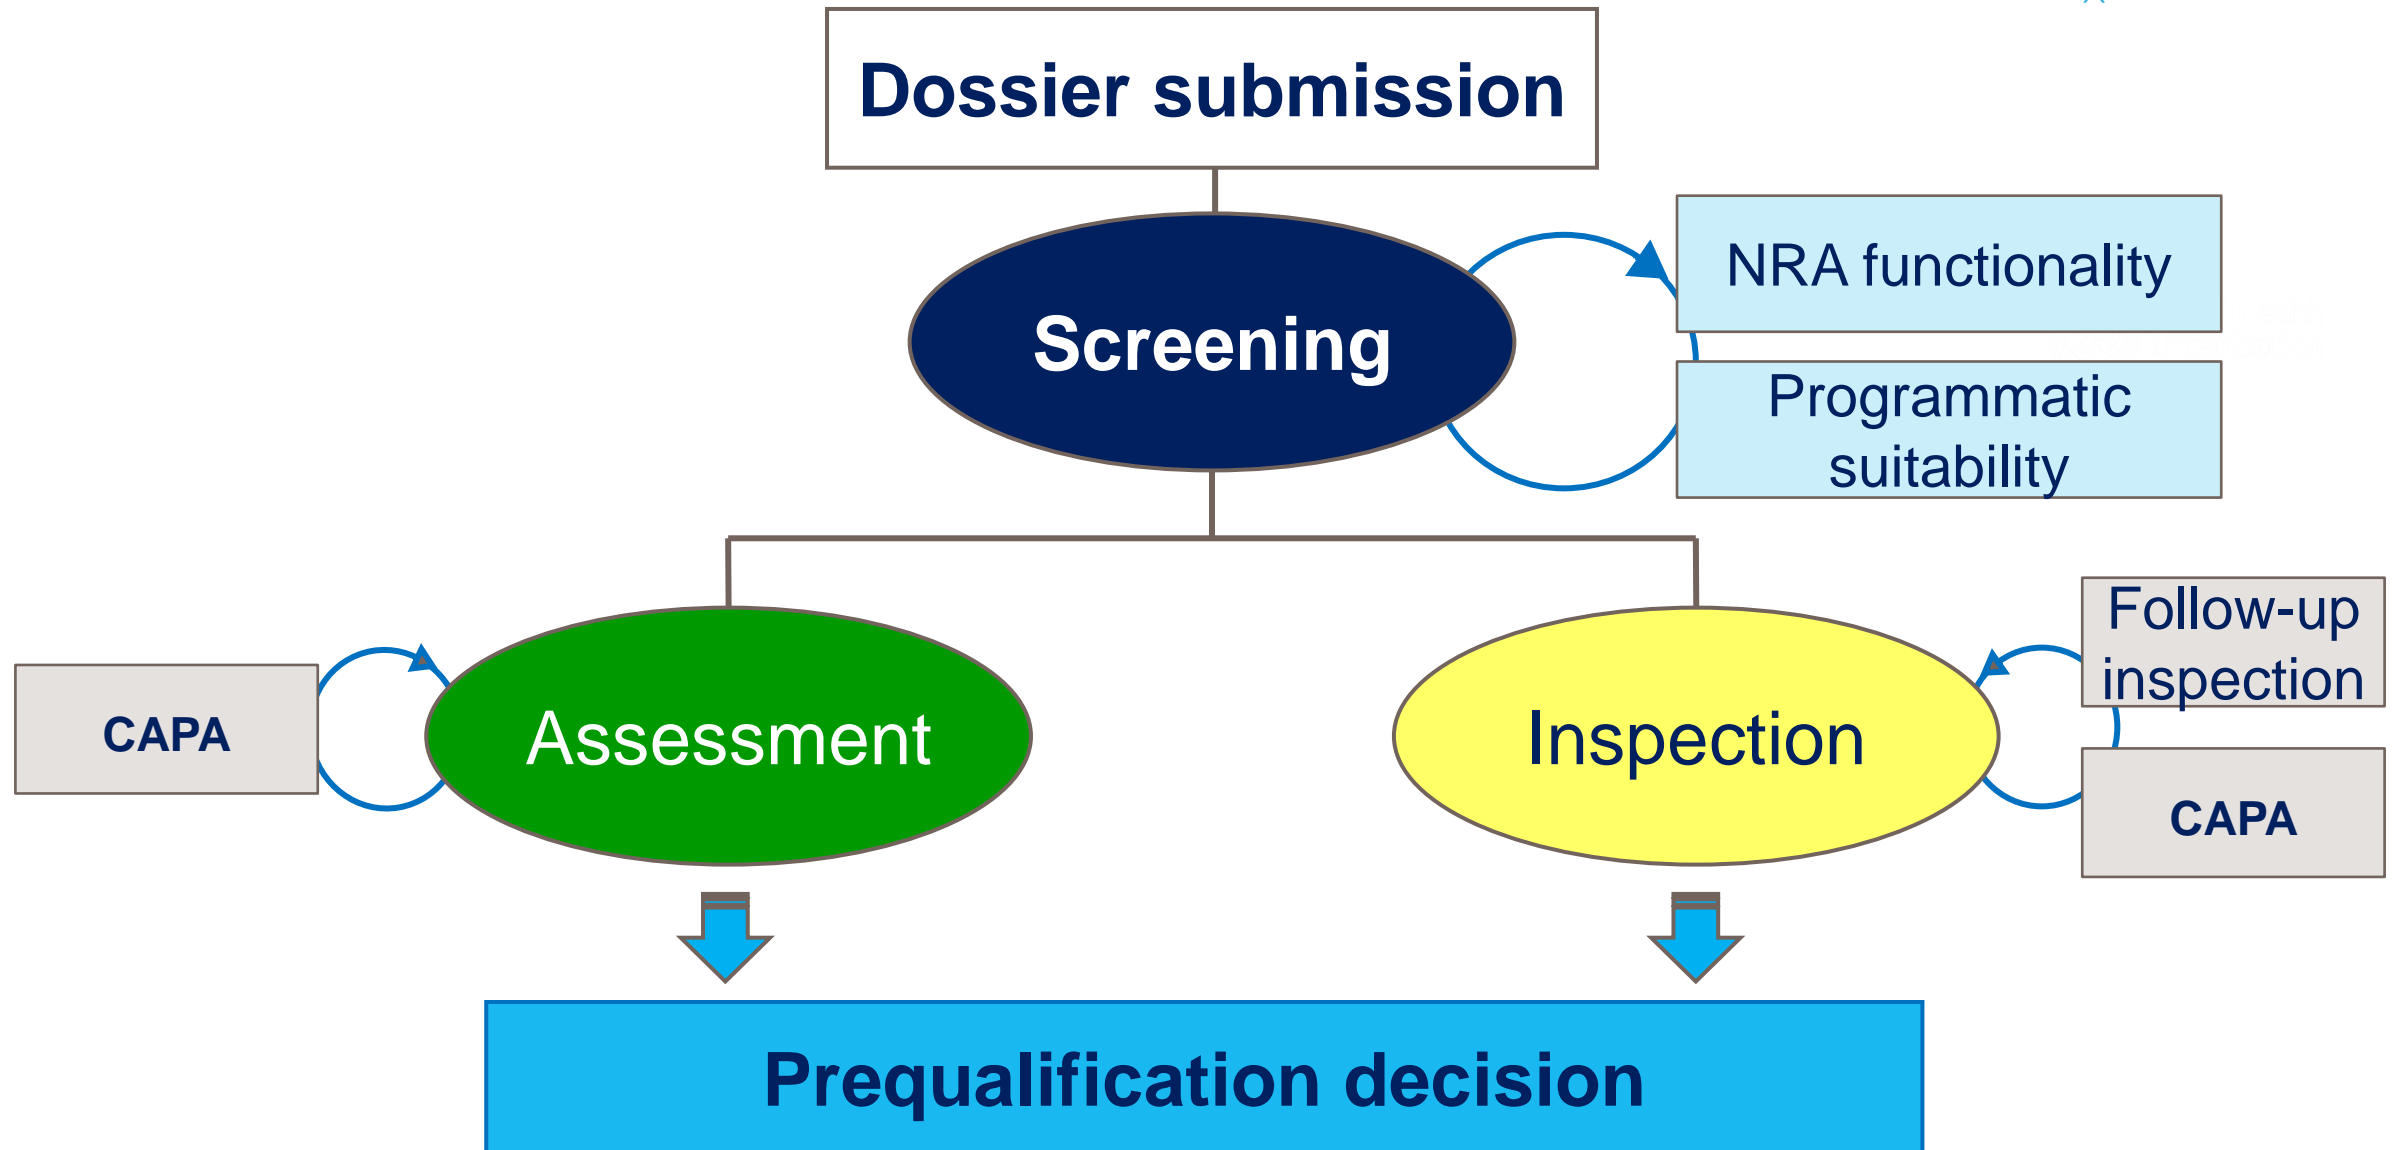 Dossier submission
Screening
NRA functionality
Programmatic
suitability
Follow-up
inspection
CAPA
Assessment
Inspection
CAPA
Prequalification decision